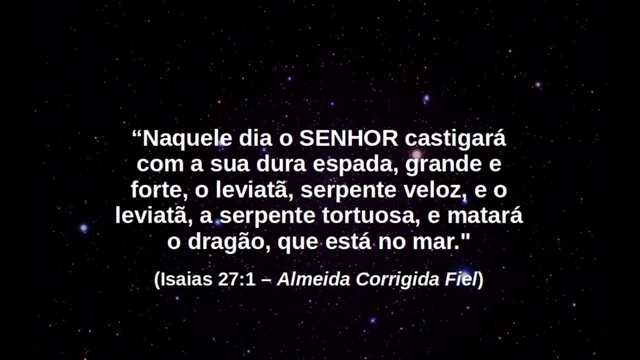 “Naquele dia o SENHOR castigará
com a sua dura espada, grande e
forte, o leviatã, serpente veloz, e o
leviatã, a serpente tortuosa, e matará
o dragão, que está no mar."
(Isaias 27:1 – Almeida Corrigida Fiel)